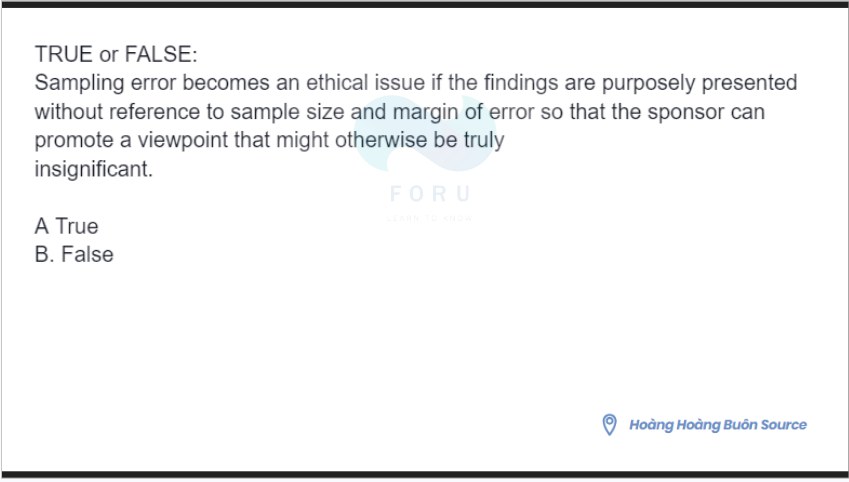 TRUE or FALSE:
Sampling error becomes an ethical issue if the findings are purposely presented
without reference to sample size and margin of error so that the sponsor can
promote a viewpoint that might otherwise be truly
insignificant.
FORU
A True
B. False
Hoàng Hoàng Buôn Source